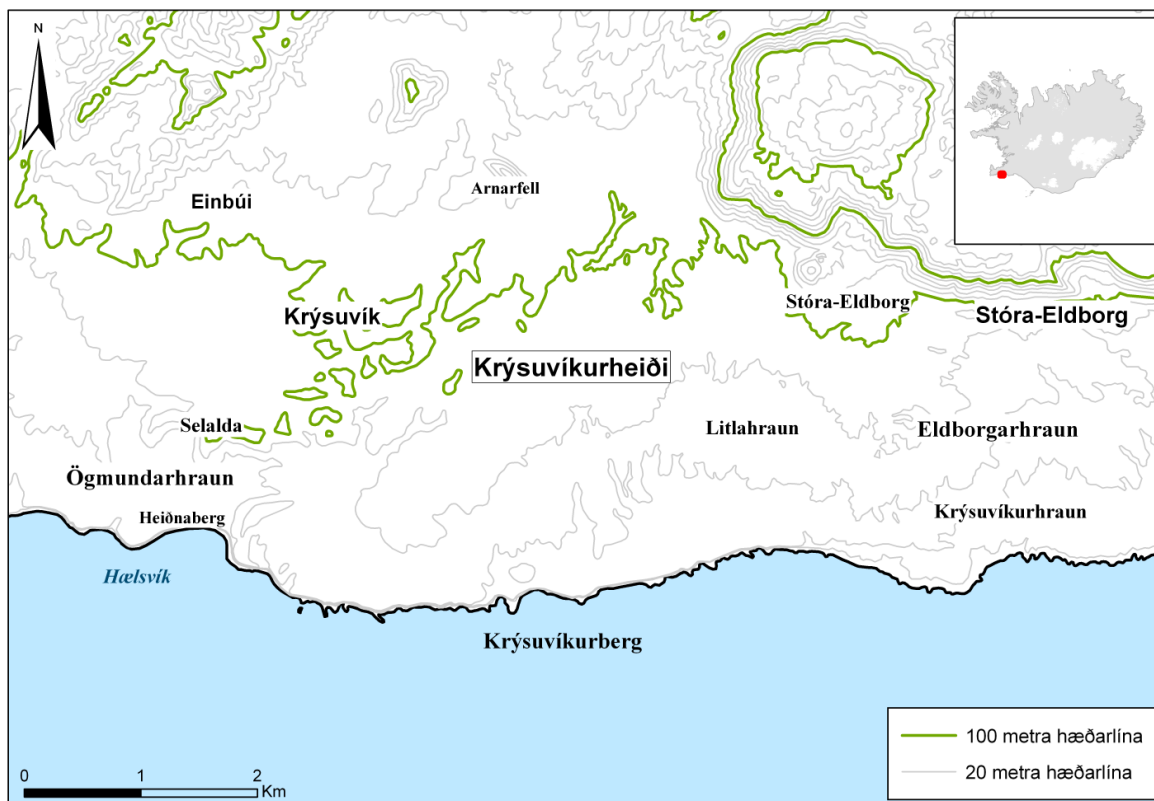 N
Arnarfell
Einbúi
Stóra-Eldborg
Krýsuvík
Stóra-Eldborg
Krýsuvíkurheiði
Selalda
Litlahraun
Eldborgarhraun
Ögmundarhraun
Heiðnaberg
Krýsuvíkurhraun
Hælsvík
Krýsuvíkurberg
100 metra hæðarlína
20 metra hæðarlína
0 1 2
Km